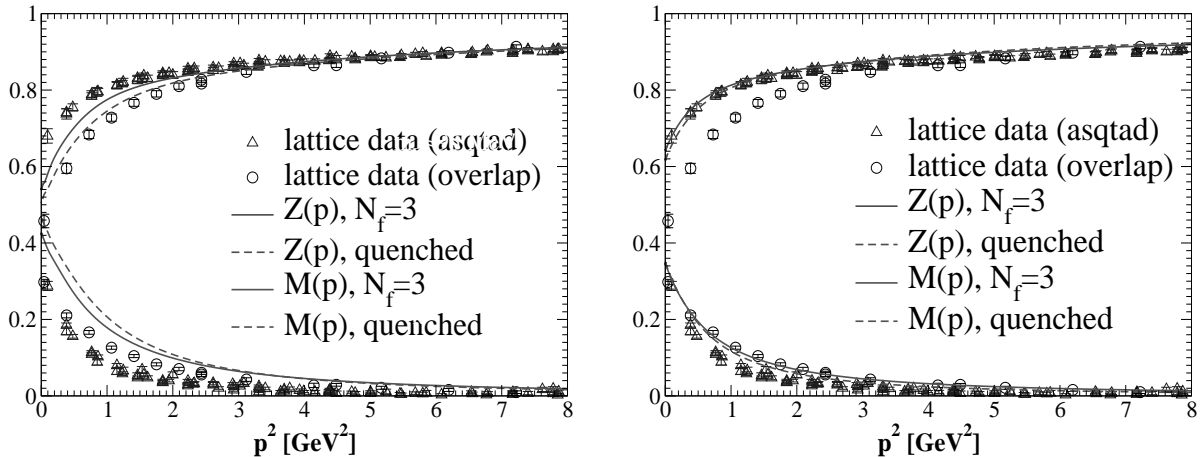 1
0.8
0.6
0.4
0.2
0
0 1 2 3 4 5 6 7 8
p² [GeV²]
lattice data (asqtad)
lattice data (overlap)
Z(p), N_f=3
Z(p), quenched
M(p), N_f=3
M(p), quenched
1
0.8
0.6
0.4
0.2
0
0 1 2 3 4 5 6 7 8
p² [GeV²]
lattice data (asqtad)
lattice data (overlap)
Z(p), N_f=3
Z(p), quenched
M(p), N_f=3
M(p), quenched